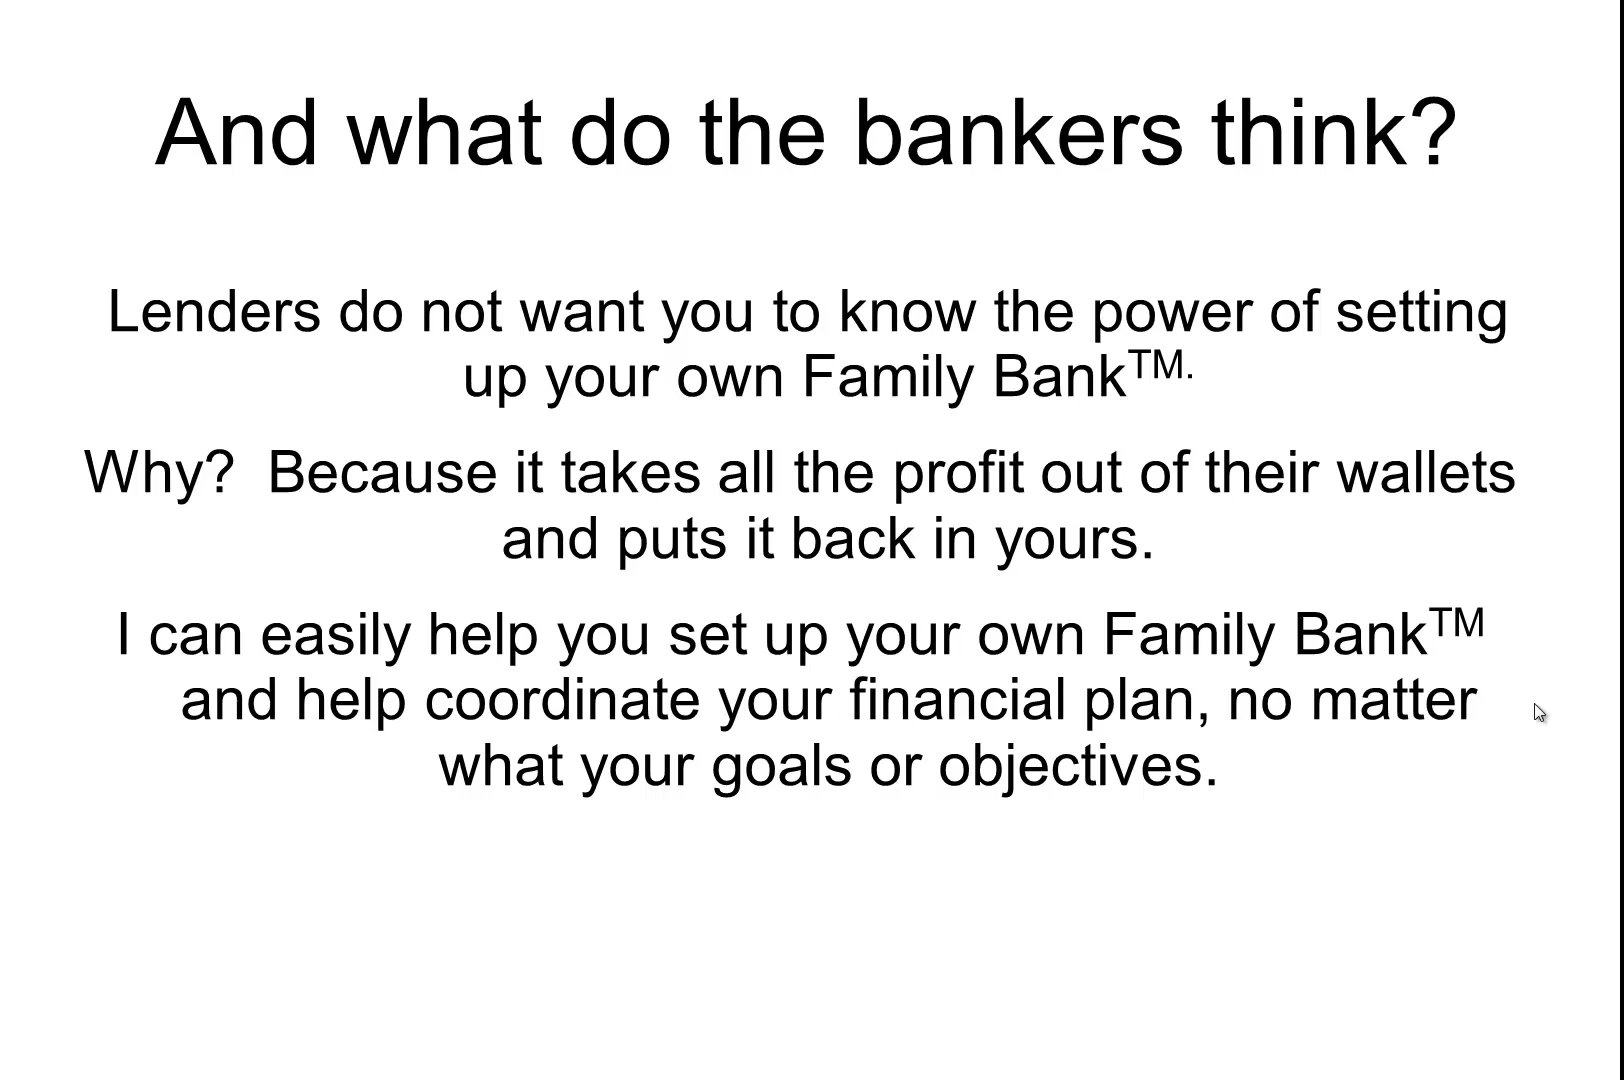 And what do the bankers think?
Lenders do not want you to know the power of setting
up your own Family Bank™.
Why?  Because it takes all the profit out of their wallets
and puts it back in yours.
I can easily help you set up your own Family Bank™
and help coordinate your financial plan, no matter
what your goals or objectives.